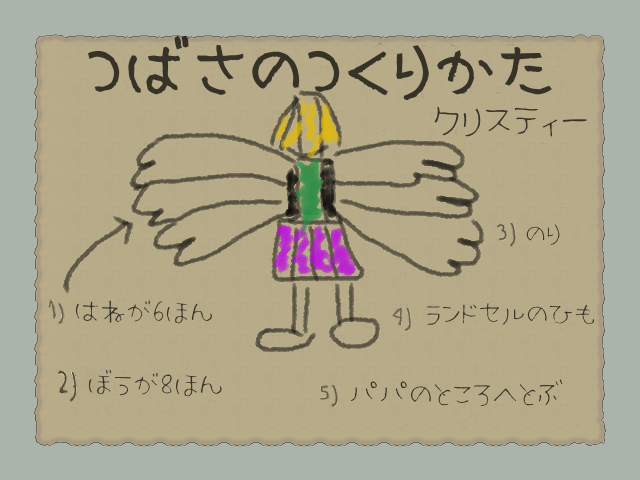 つばさのつくりかた
クリスティー
3) のり
1) はねが6ほん
4) ランドセルのひも
2) ぼうが8ほん
5) パパのところへとぶ